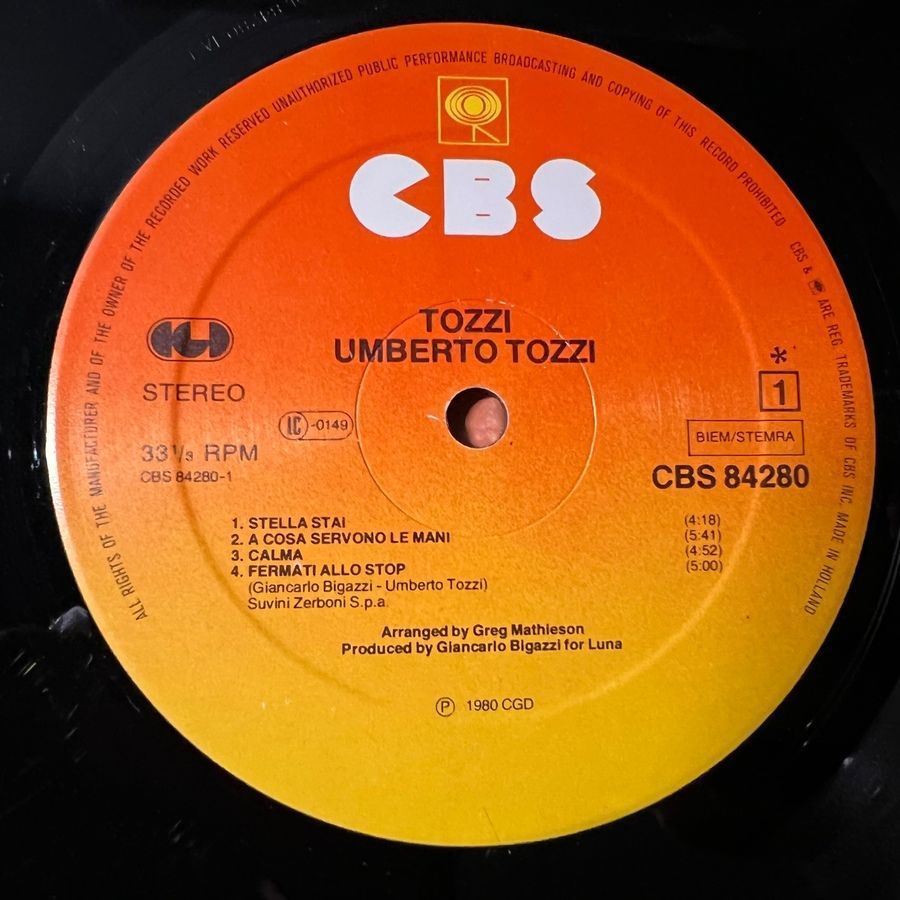 ALL RIGHTS OF THE MANUFACTURER AND OF THE OWNER OF THE RECORDED WORK RESERVED UNAUTHORIZED PUBLIC PERFORMANCE BROADCASTING AND COPYING OF THIS RECORD PROHIBITED CBS & ARE REG. TRADEMARKS OF CBS INC. MADE IN HOLLAND
CBS
TOZZI
UMBERTO TOZZI
STEREO
LC -0149
33 1/3 RPM
CBS 84280-1
*
1
BIEM/STEMRA
CBS 84280
1. STELLA STAI (4:18)
2. A COSA SERVONO LE MANI (5:41)
3. CALMA (4:52)
4. FERMATI ALLO STOP (5:00)
(Giancarlo Bigazzi - Umberto Tozzi)
Suvini Zerboni S.p.a.
Arranged by Greg Mathieson
Produced by Giancarlo Bigazzi for Luna
℗ 1980 CGD